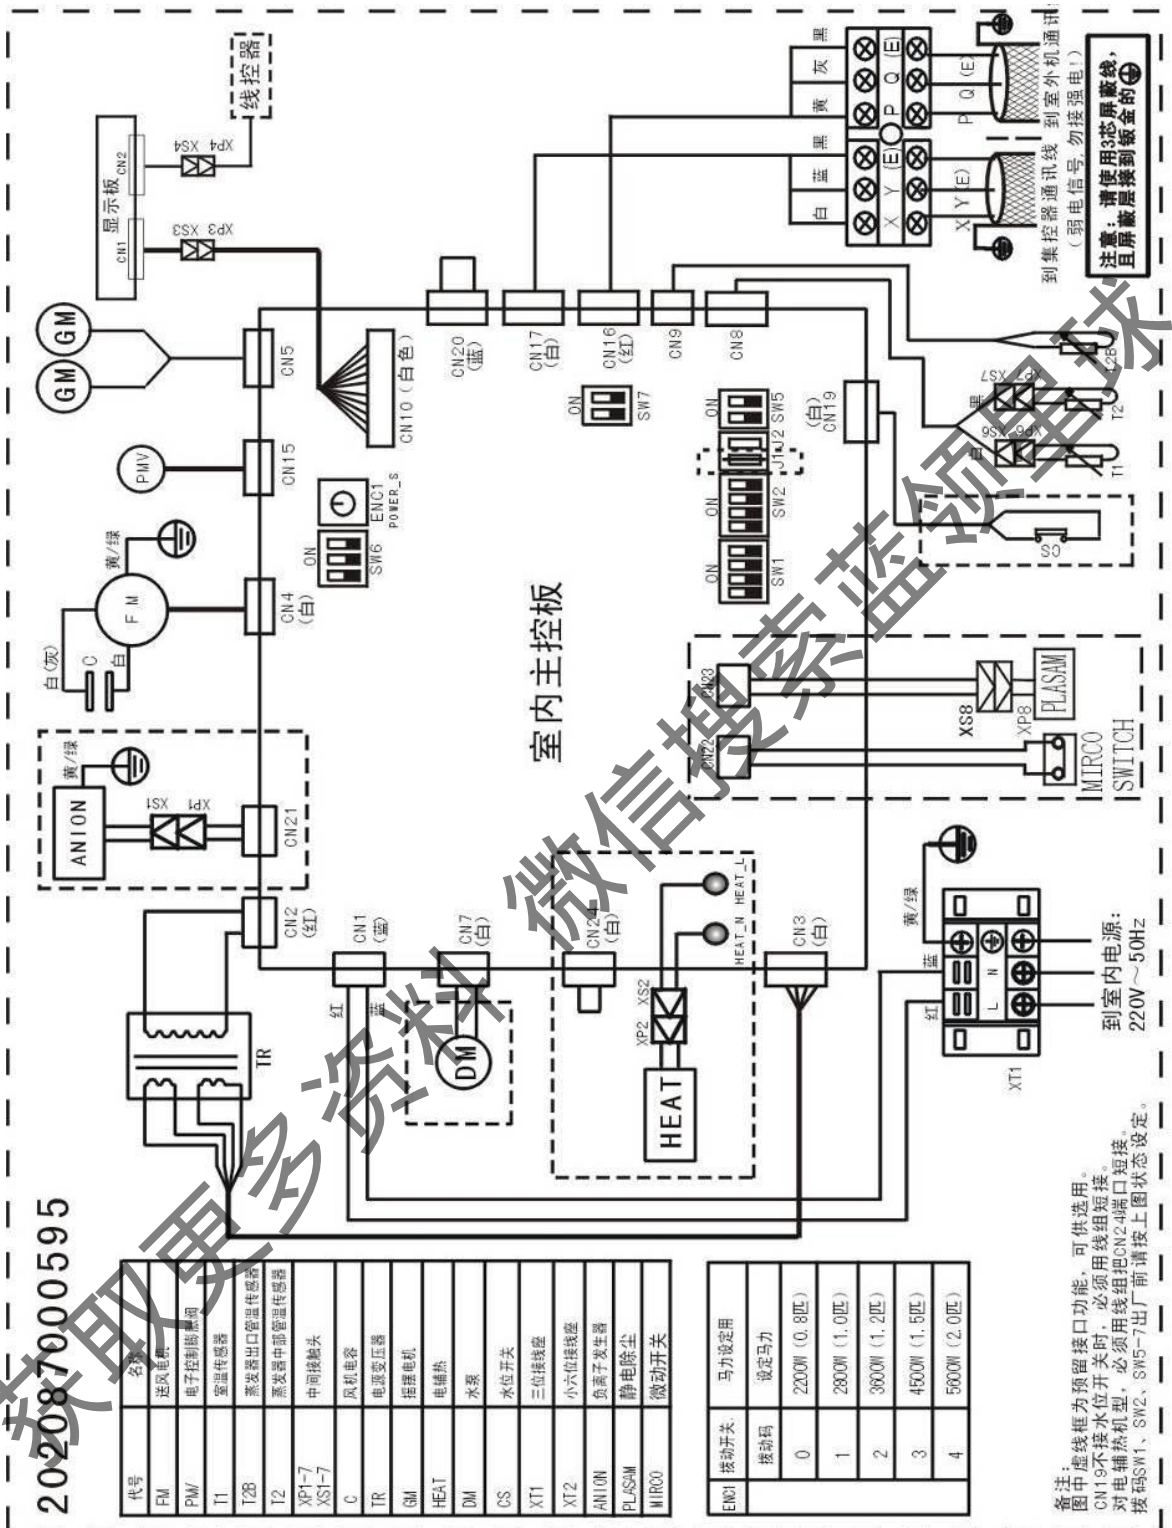 202087000595
代号 名称
FM 送风电机
PMV 电子控制膨胀阀
T1 室温传感器
T2B 蒸发器出口管温传感器
T2 蒸发器中部管温传感器
XP1-7 中间接触头
XS1-7
C 风机电容
TR 电源变压器
GM 摇摆电机
HEAT 电辅热
DM 水泵
CS 水位开关
XT1 三位接线座
XT2 小六位接线座
ANION 负离子发生器
PLASAM 静电除尘
MIRCO 微动开关
ENC1 拨动开关 马力设定用
拨动码 设定马力
0 2200W (0.8匹)
1 2800W (1.0匹)
2 3600W (1.2匹)
3 4500W (1.5匹)
4 5600W (2.0匹)
备注:
图中虚线框为预留接口功能，可供选用。
CN19不接水位开关时，必须用线组短接。
对电辅热机型，必须用线组把CN24端口短接。
拨码SW1、SW2、SW5-7出厂前请按上图状态设定。
TR
CN2
(红)
ANION
黄/绿
XS1 XP1
CN21
白(灰)
C
白
F M
黄/绿
CN4
(白)
PMV
CN15
GM
GM
CN5
显示板
CN1
CN2
XS3 XP3
XS4 XP4
线控器
CN10 (白色)
ON
SW6
ENC1
POWER_S
ON
SW7
CN20
(蓝)
CN17
(白)
CN16
(红)
CN9
CN8
室内主控板
ON
SW1
ON
SW2
J1 J2
ON
SW5
(白)
CN19
CN1
(蓝)
红
蓝
CN7
(白)
DM
CN24
(白)
XP2 XS2
HEAT
HEAT_N HEAT_L
CN3
(白)
CN22
CN23
XS8
XP8
PLASAM
MIRCO
SWITCH
CS
白
黑
XP6 XS6
XP7 XS7
T1
T2
T2B
白 蓝 黑 黄 灰 黑
X Y (E) P Q (E)
X Y (E)
P Q (E)
到集控器通讯线 到室外机通讯
(弱电信号,勿接强电!)
注意：请使用3芯屏蔽线，
且屏蔽层接到钣金的
红
蓝
黄/绿
L N
XT1
到室内电源:
220V~50Hz
获取更多资料 微信搜索蓝领星球